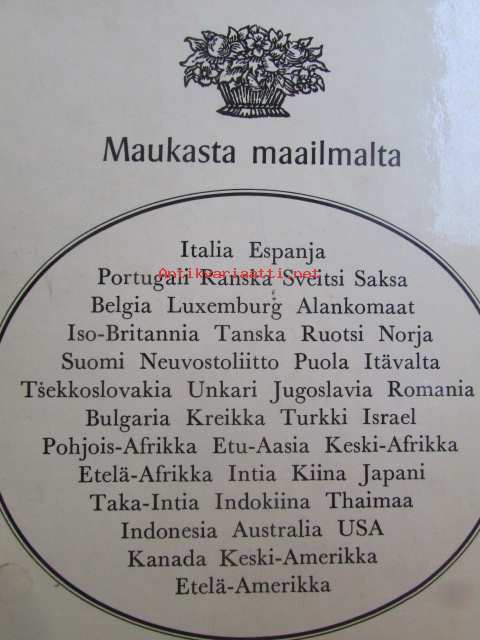 Maukasta maailmalta
Italia Espanja
Antikvariaatti.net
Portugali Ranska Sveitsi Saksa
Belgia Luxemburg Alankomaat
Iso-Britannia Tanska Ruotsi Norja
Suomi Neuvostoliitto Puola Itävalta
Tšekkoslovakia Unkari Jugoslavia Romania
Bulgaria Kreikka Turkki Israel
Pohjois-Afrikka Etu-Aasia Keski-Afrikka
Etelä-Afrikka Intia Kiina Japani
Taka-Intia Indokiina Thaimaa
Indonesia Australia USA
Kanada Keski-Amerikka
Etelä-Amerikka